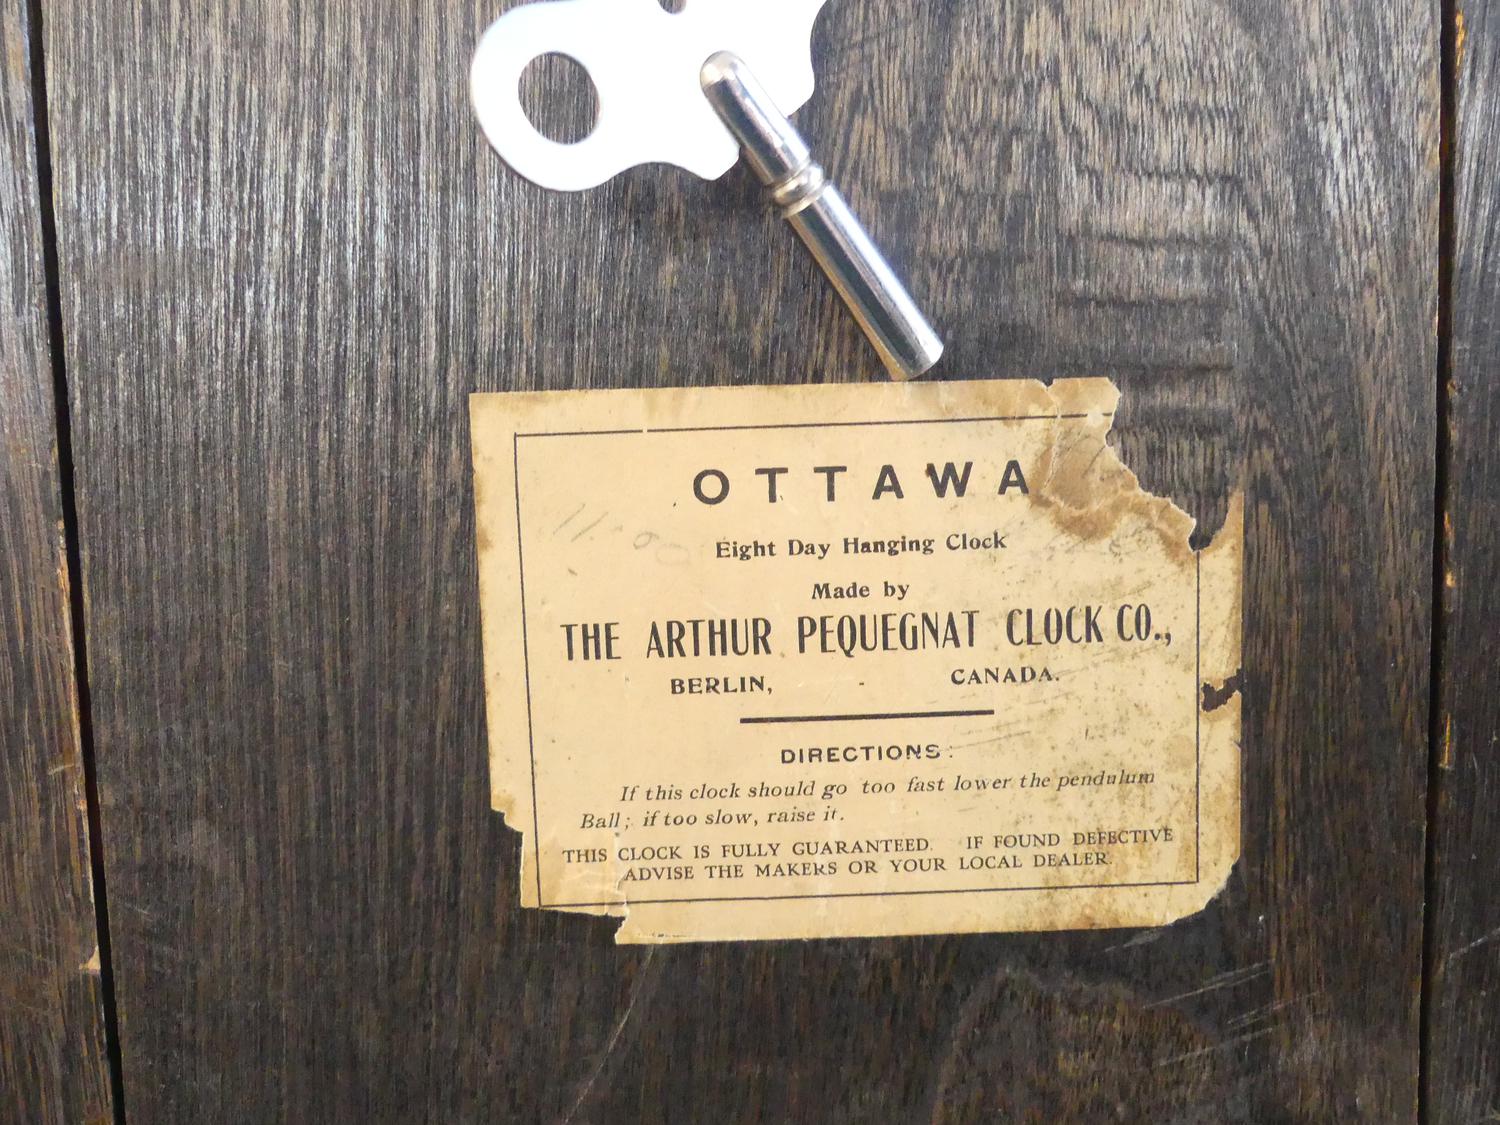 OTTAWA
Eight Day Hanging Clock
Made by
THE ARTHUR PEQUEGNAT CLOCK CO.,
BERLIN, - CANADA.
DIRECTIONS:
If this clock should go too fast lower the pendulum
Ball; if too slow, raise it.
THIS CLOCK IS FULLY GUARANTEED. IF FOUND DEFECTIVE
ADVISE THE MAKERS OR YOUR LOCAL DEALER.